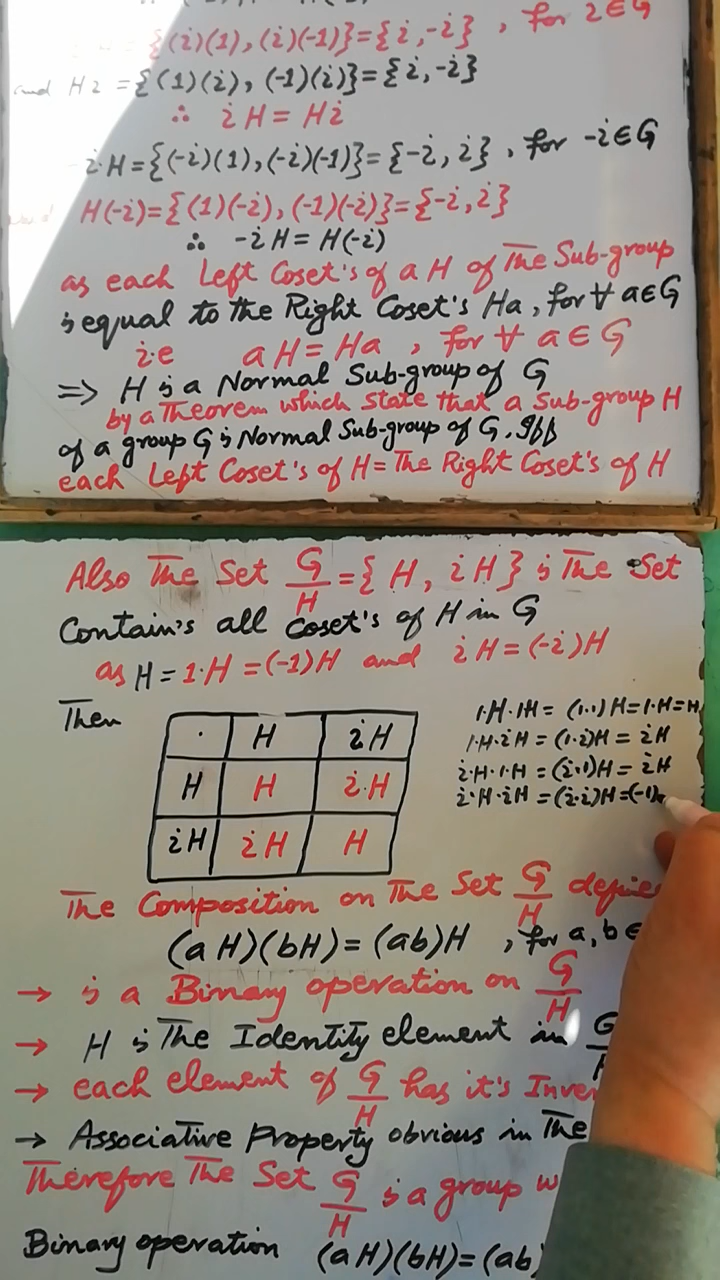 ={(i)(1), (i)(-1)}={i,-i} , for i∈G
and Hi ={(1)(i), (-1)(i)}={i,-i}
∴ iH = Hi
-i·H={(-i)(1),(-i)(-1)}={-i, i} , for -i∈G
and H(-i)={(1)(-i), (-1)(-i)}={-i,i}
∴ -iH = H(-i)
as each Left Coset's of a H of The Sub-group
is equal to the Right Coset's Ha, for ∀ a∈G
i.e aH = Ha , for ∀ a∈G
=> H is a Normal Sub-group of G
by a Theorem which state that a Sub-group H
of a group G is Normal Sub-group of G. Iff
each Left Coset's of H = The Right Coset's of H
Also The Set G/H = {H, iH} is The Set
Contain's all Coset's of H in G
as H = 1·H = (-1)H and iH = (-i)H
Then
· H iH
H H i·H
iH iH H
1·H·1H = (1·1)H=1·H=H
1·H·iH = (1·i)H = iH
i·H·1·H = (i·1)H = iH
i·H·iH = (i·i)H=(-1)
The Composition on The Set G/H define
(aH)(bH) = (ab)H , for a, b ∈
→ is a Binary operation on G/H
→ H is The Identity element in G/H
→ each element of G/H has it's Inver
→ Associative Property obvious in The
Therefore The Set G/H is a group w
Binary operation (aH)(bH)=(ab)